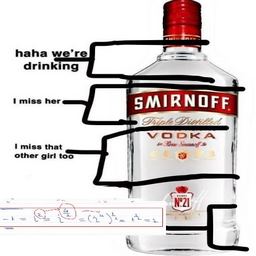 haha we're
drinking
I miss her
SMIRNOFF
Triple Distilled
VODKA
I miss that
other girl too
Nº21